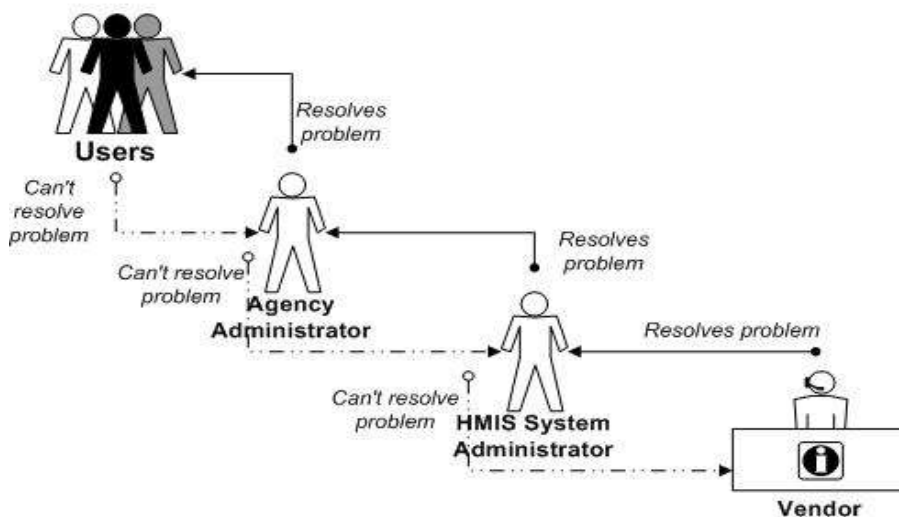 Resolves
problem
Users
Can't
resolve
problem
Resolves
problem
Can't resolve
problem
Agency
Administrator
Resolves problem
Can't resolve
problem
HMIS System
Administrator
i
Vendor